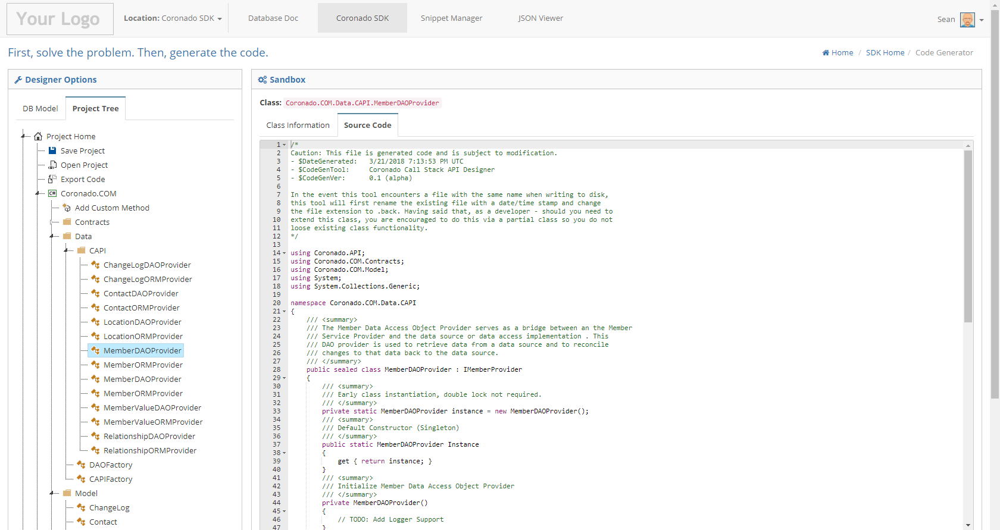 Your Logo
Location: Coronado SDK
Database Doc
Coronado SDK
Snippet Manager
JSON Viewer
Sean
First, solve the problem. Then, generate the code.
Home / SDK Home / Code Generator
Designer Options
DB Model
Project Tree
Project Home
Save Project
Open Project
Export Code
C# Coronado.COM
Add Custom Method
Contracts
Data
CAPI
ChangeLogDAOProvider
ChangeLogORMProvider
ContactDAOProvider
ContactORMProvider
LocationDAOProvider
LocationORMProvider
MemberDAOProvider
MemberORMProvider
MemberDAOProvider
MemberORMProvider
MemberValueDAOProvider
MemberValueORMProvider
RelationshipDAOProvider
RelationshipORMProvider
DAOFactory
CAPIFactory
Model
ChangeLog
Contact
Sandbox
Class: Coronado.COM.Data.CAPI.MemberDAOProvider
Class Information
Source Code
1 /*
2 Caution: This file is generated code and is subject to modification.
3 - $DateGenerated: 3/21/2018 7:13:53 PM UTC
4 - $CodeGenTool: Coronado Call Stack API Designer
5 - $CodeGenVer: 0.1 (alpha)
6
7 In the event this tool encounters a file with the same name when writing to disk,
8 this tool will first rename the existing file with a date/time stamp and change
9 the file extension to .back. Having said that, as a developer - should you need to
10 extend this class, you are encouraged to do this via a partial class so you do not
11 loose existing class functionality.
12 */
13
14 using Coronado.API;
15 using Coronado.COM.Contracts;
16 using Coronado.COM.Model;
17 using System;
18 using System.Collections.Generic;
19
20 namespace Coronado.COM.Data.CAPI
21 {
22 /// <summary>
23 /// The Member Data Access Object Provider serves as a bridge between an the Member
24 /// Service Provider and the data source or data access implementation . This
25 /// DAO provider is used to retrieve data from a data source and to reconcile
26 /// changes to that data back to the data source.
27 /// </summary>
28 public sealed class MemberDAOProvider : IMemberProvider
29 {
30 /// <summary>
31 /// Early class instantiation, double lock not required.
32 /// </summary>
33 private static MemberDAOProvider instance = new MemberDAOProvider();
34 /// <summary>
35 /// Default Constructor (Singleton)
36 /// </summary>
37 public static MemberDAOProvider Instance
38 {
39 get { return instance; }
40 }
41 /// <summary>
42 /// Initialize Member Data Access Object Provider
43 /// </summary>
44 private MemberDAOProvider()
45 {
46 // TODO: Add Logger Support
47 }